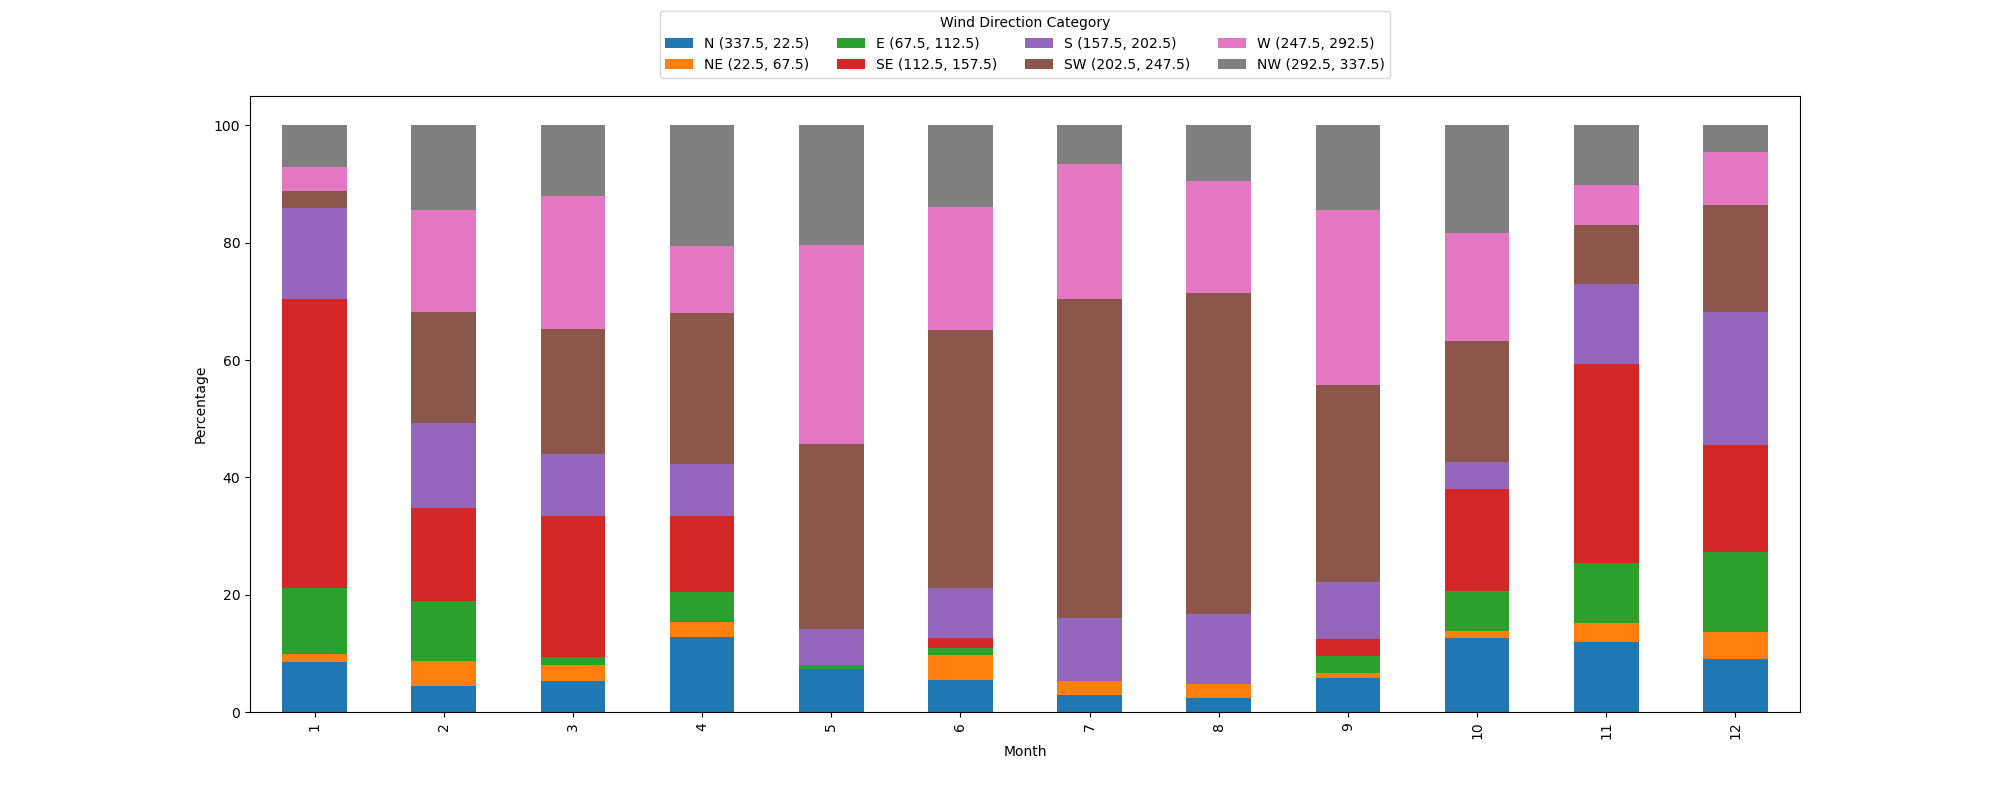 Wind Direction Category
N (337.5, 22.5) E (67.5, 112.5) S (157.5, 202.5) W (247.5, 292.5)
NE (22.5, 67.5) SE (112.5, 157.5) SW (202.5, 247.5) NW (292.5, 337.5)
100
80
60
40
20
0
Percentage
1 2 3 4 5 6 7 8 9 10 11 12
Month